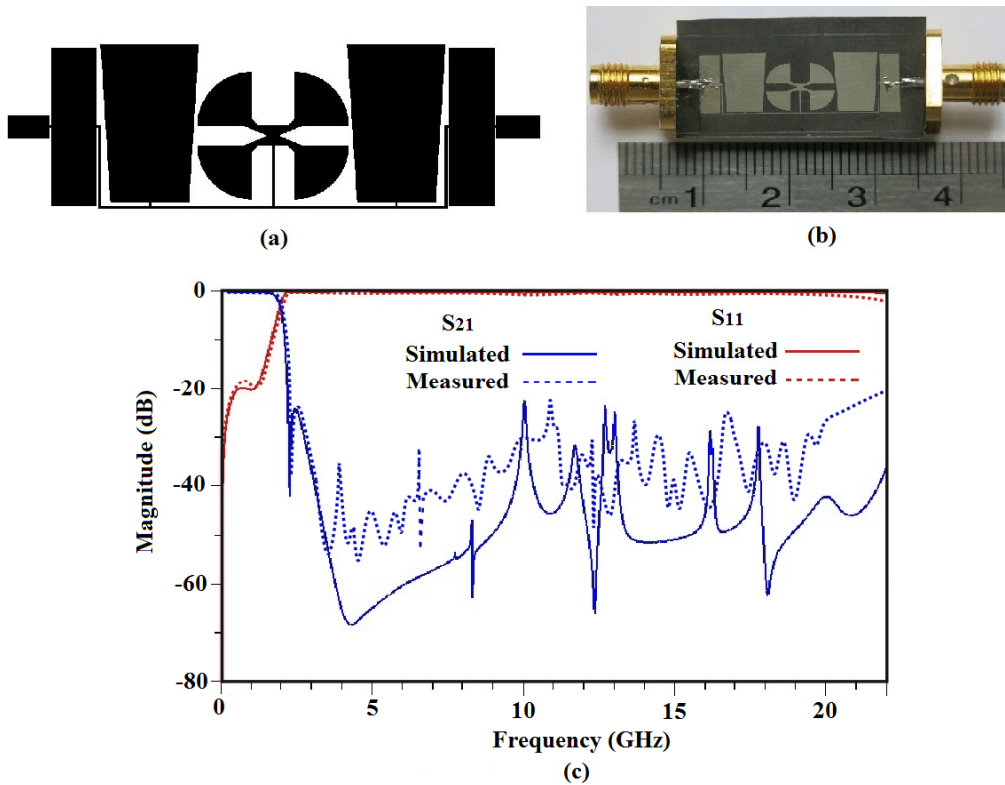 (a)
cm 1 2 3 4
(b)
S21 S11
Simulated Simulated
Measured Measured
Magnitude (dB)
0
-20
-40
-60
-80
0 5 10 15 20
Frequency (GHz)
(c)